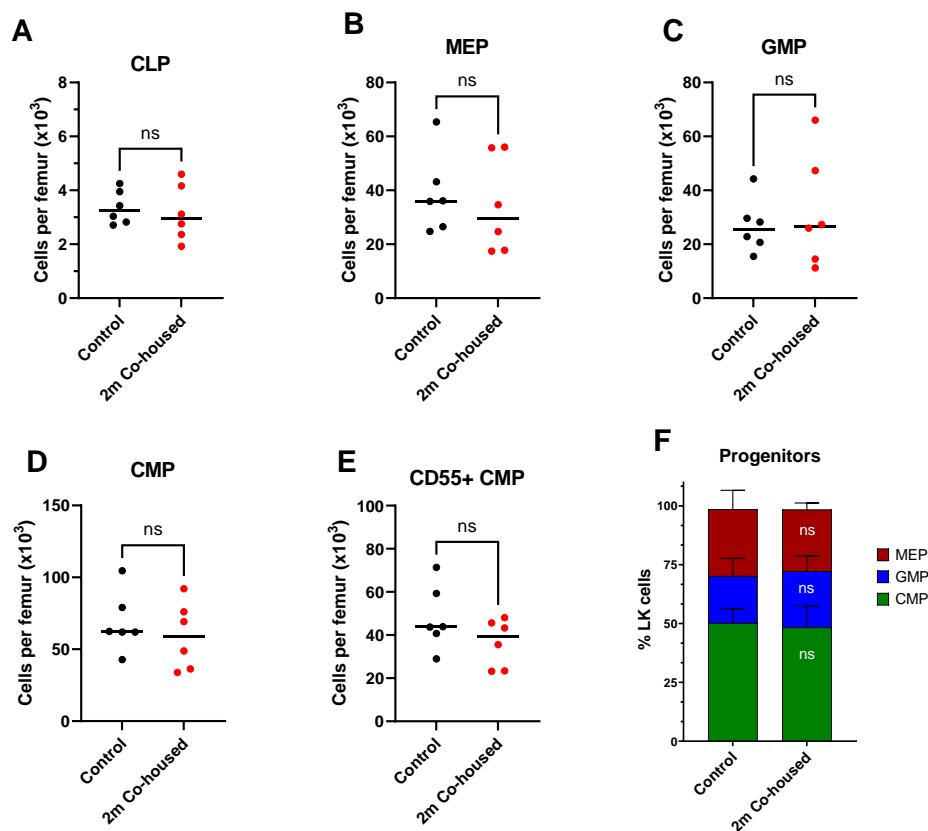 A
CLP
Cells per femur (x10³)
8
6
4
2
0
ns
Control
2m Co-housed
B
MEP
Cells per femur (x10³)
80
60
40
20
0
ns
Control
2m Co-housed
C
GMP
Cells per femur (x10³)
80
60
40
20
0
ns
Control
2m Co-housed
D
CMP
Cells per femur (x10³)
150
100
50
0
ns
Control
2m Co-housed
E
CD55+ CMP
Cells per femur (x10³)
100
80
60
40
20
0
ns
Control
2m Co-housed
F
Progenitors
% LK cells
100
75
50
25
0
ns
ns
ns
Control
2m Co-housed
MEP
GMP
CMP